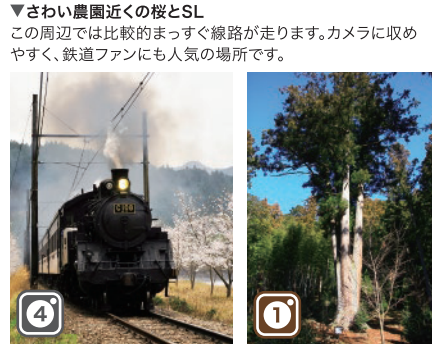 ▼さわい農園近くの桜とSL
この周辺では比較的まっすぐ線路が走ります。カメラに収め
やすく、鉄道ファンにも人気の場所です。
4
1